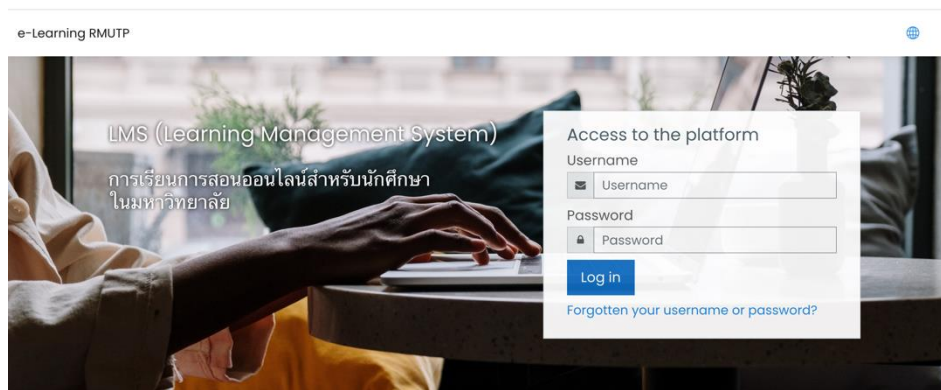 e-Learning RMUTP
LMS (Learning Management System)
การเรียนการสอนออนไลน์สำหรับนักศึกษา
ในมหาวิทยาลัย
Access to the platform
Username
Username
Password
Password
Log in
Forgotten your username or password?